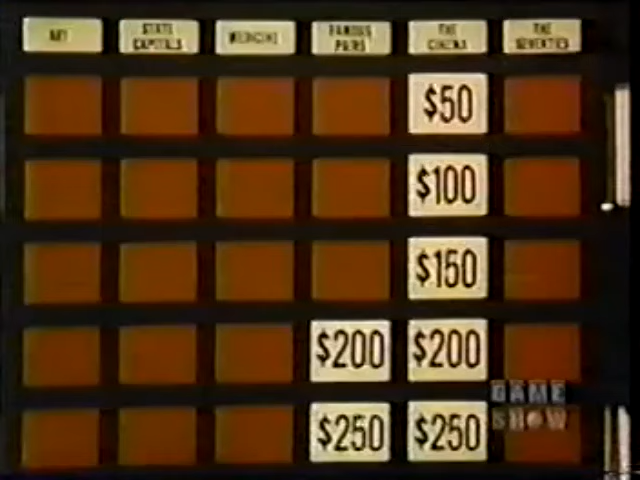 ART
STATE
CAPITALS
MEDICINE
FAMOUS
PAIRS
THE
CINEMA
THE
SEVENTIES
$50
$100
$150
$200 $200
$250 $250
GAME
SHOW